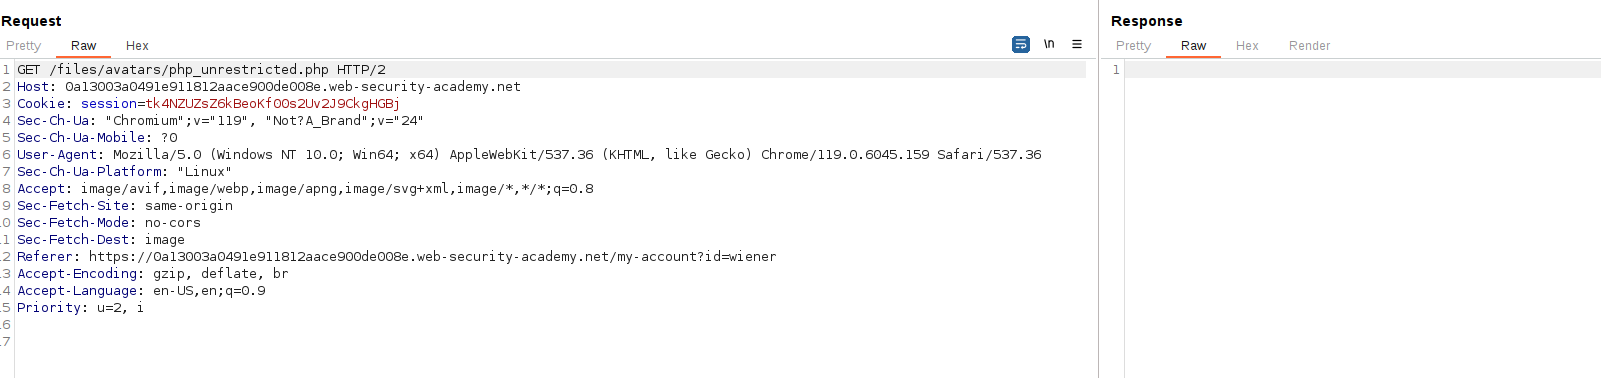 Request
Pretty Raw Hex
\n
1 GET /files/avatars/php_unrestricted.php HTTP/2
2 Host: 0a13003a0491e911812aace900de008e.web-security-academy.net
3 Cookie: session=tk4NZUZsZ6kBeoKf00s2Uv2J9CkgHGBj
4 Sec-Ch-Ua: "Chromium";v="119", "Not?A_Brand";v="24"
5 Sec-Ch-Ua-Mobile: ?0
6 User-Agent: Mozilla/5.0 (Windows NT 10.0; Win64; x64) AppleWebKit/537.36 (KHTML, like Gecko) Chrome/119.0.6045.159 Safari/537.36
7 Sec-Ch-Ua-Platform: "Linux"
8 Accept: image/avif,image/webp,image/apng,image/svg+xml,image/*,*/*;q=0.8
9 Sec-Fetch-Site: same-origin
0 Sec-Fetch-Mode: no-cors
1 Sec-Fetch-Dest: image
2 Referer: https://0a13003a0491e911812aace900de008e.web-security-academy.net/my-account?id=wiener
3 Accept-Encoding: gzip, deflate, br
4 Accept-Language: en-US,en;q=0.9
5 Priority: u=2, i
6
7
Response
Pretty Raw Hex Render
1